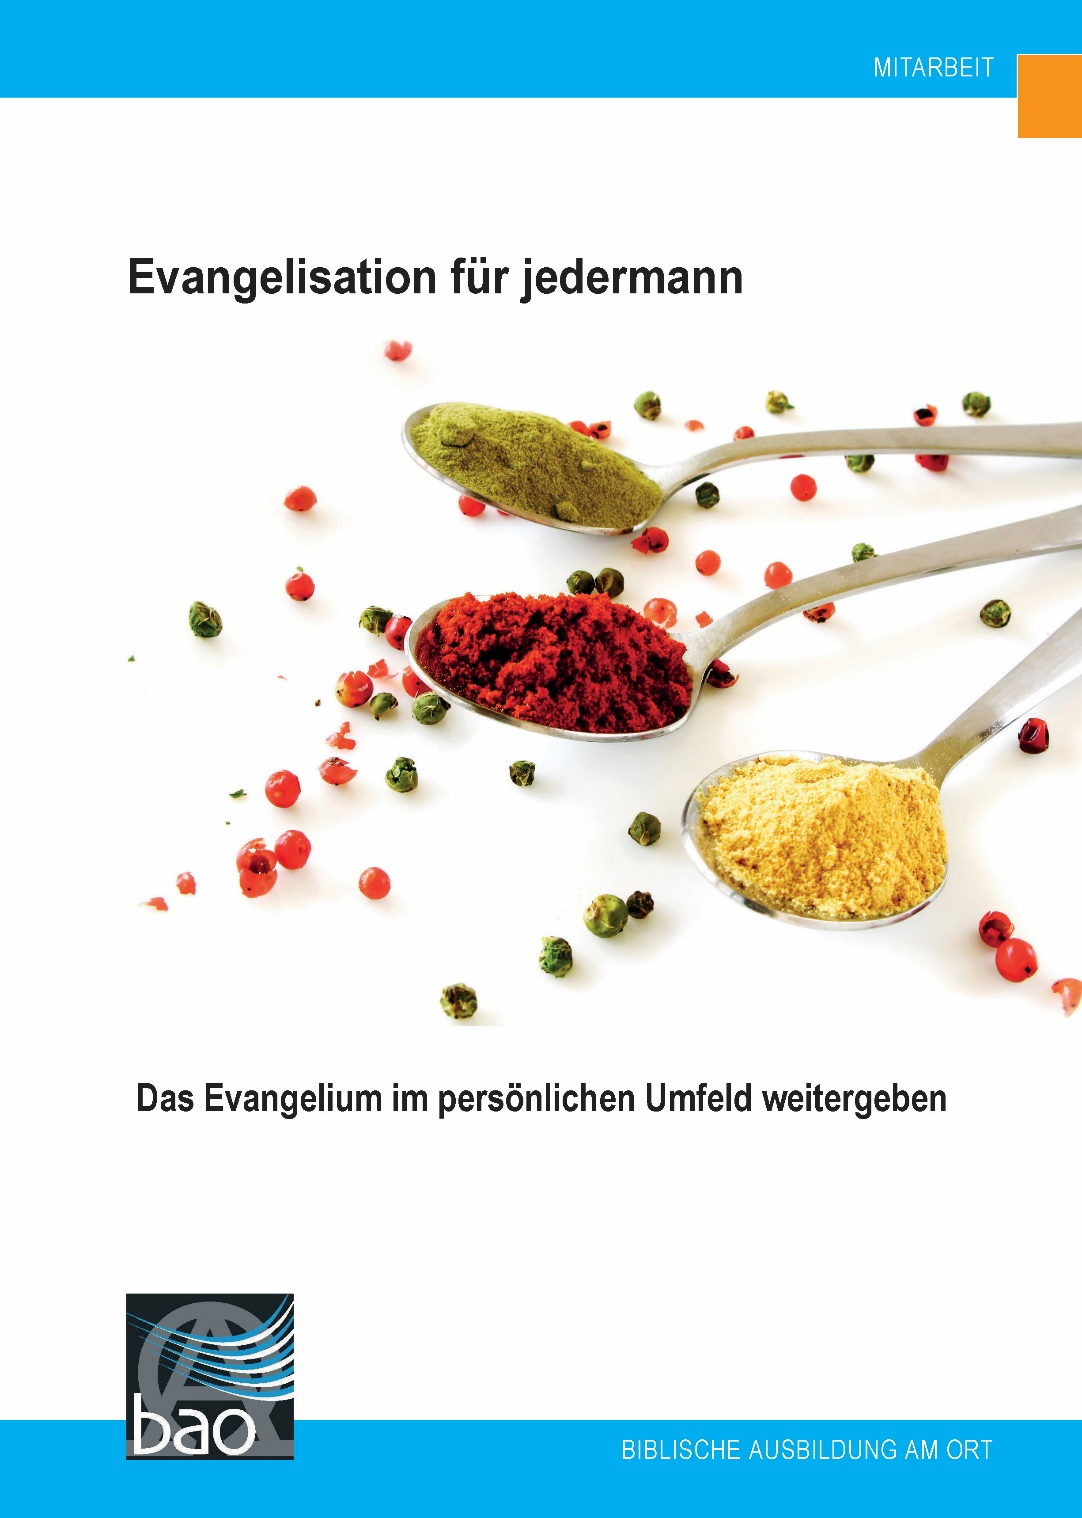 MITARBEIT
Evangelisation für jedermann
Das Evangelium im persönlichen Umfeld weitergeben
bao
BIBLISCHE AUSBILDUNG AM ORT